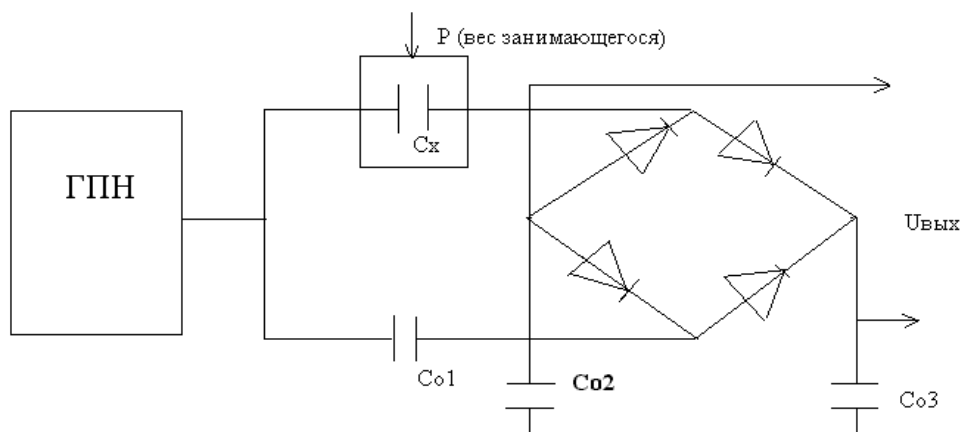 P (вес занимающегося)
Cx
ГПН
Uвых
Co1
Co2
Co3